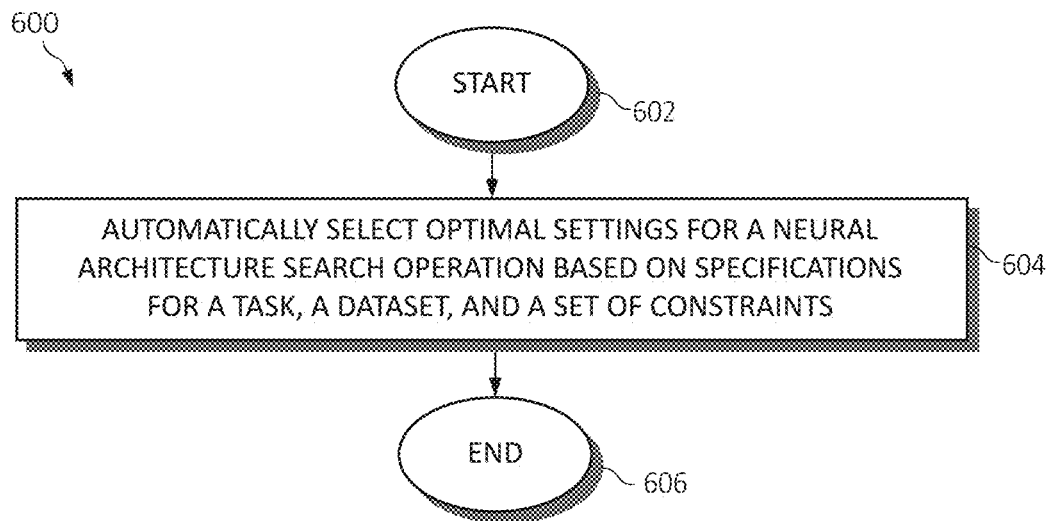 600
START
602
AUTOMATICALLY SELECT OPTIMAL SETTINGS FOR A NEURAL
ARCHITECTURE SEARCH OPERATION BASED ON SPECIFICATIONS
FOR A TASK, A DATASET, AND A SET OF CONSTRAINTS
604
END
606